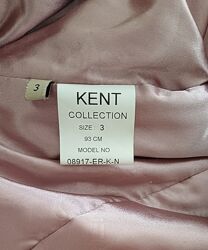 3
KENT
COLLECTION
SIZE 3
93 CM
MODEL NO
08917-ER-K-N